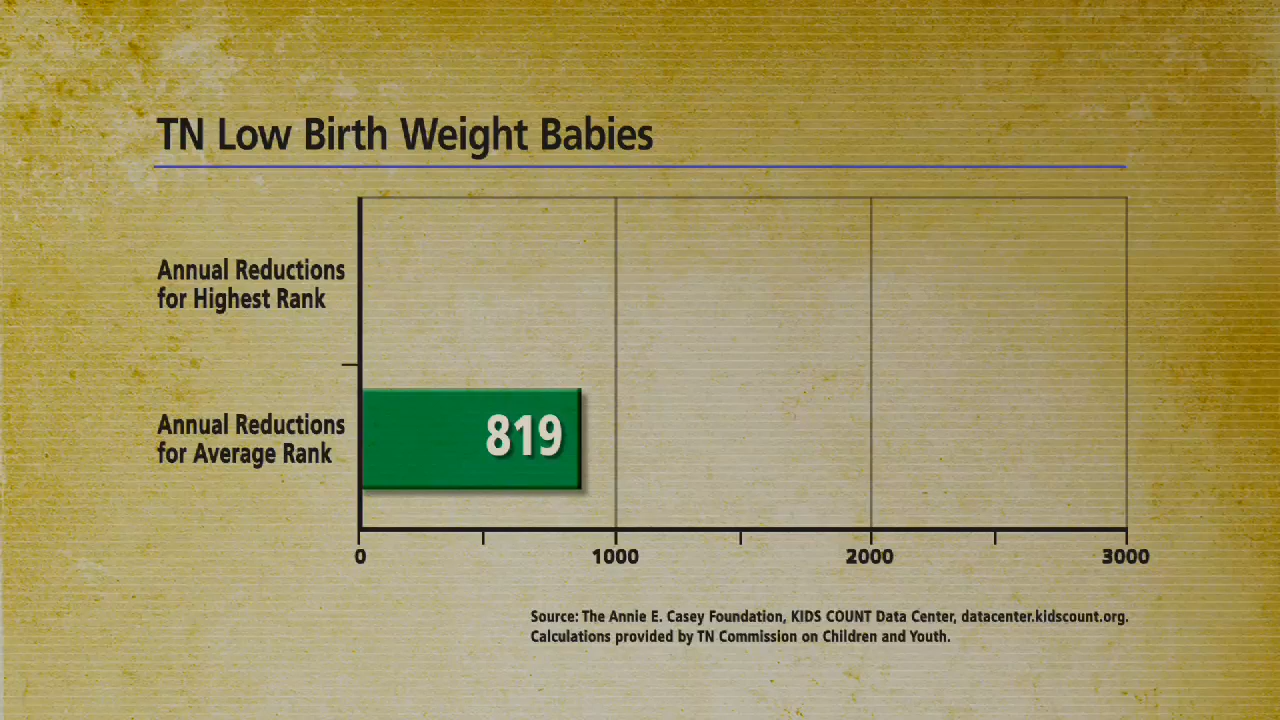 TN Low Birth Weight Babies
Annual Reductions
for Highest Rank
Annual Reductions
for Average Rank
819
0
1000
2000
3000
Source: The Annie E. Casey Foundation, KIDS COUNT Data Center, datacenter.kidscount.org.
Calculations provided by TN Commission on Children and Youth.